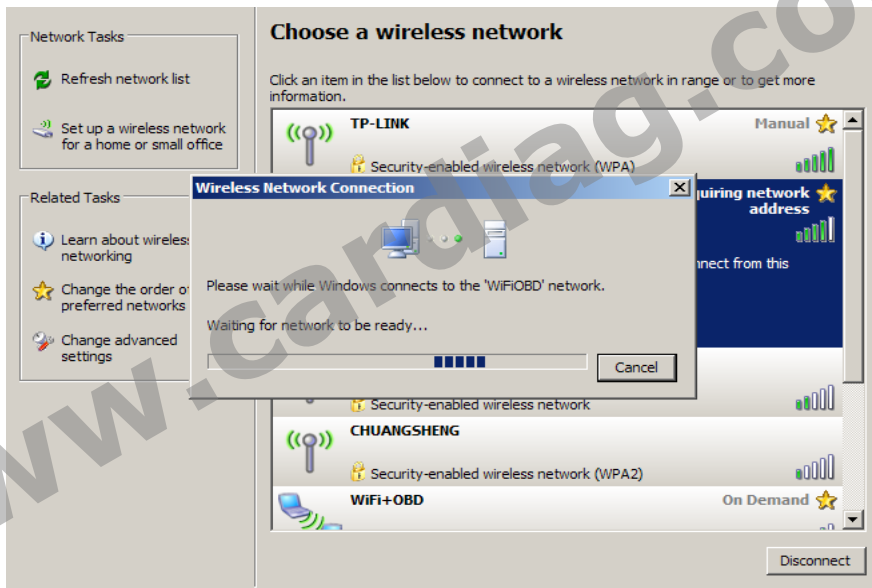 Network Tasks
Refresh network list
Set up a wireless network
for a home or small office
Related Tasks
Learn about wireles
networking
Change the order o
preferred networks
Change advanced
settings
Choose a wireless network
Click an item in the list below to connect to a wireless network in range or to get more
information.
TP-LINK Manual
Security-enabled wireless network (WPA)
quiring network
address
nnect from this
Wireless Network Connection
Please wait while Windows connects to the 'WiFiOBD' network.
Waiting for network to be ready...
Cancel
Security-enabled wireless network
CHUANGSHENG
Security-enabled wireless network (WPA2)
WiFi+OBD On Demand
Disconnect
www.cardiag.co